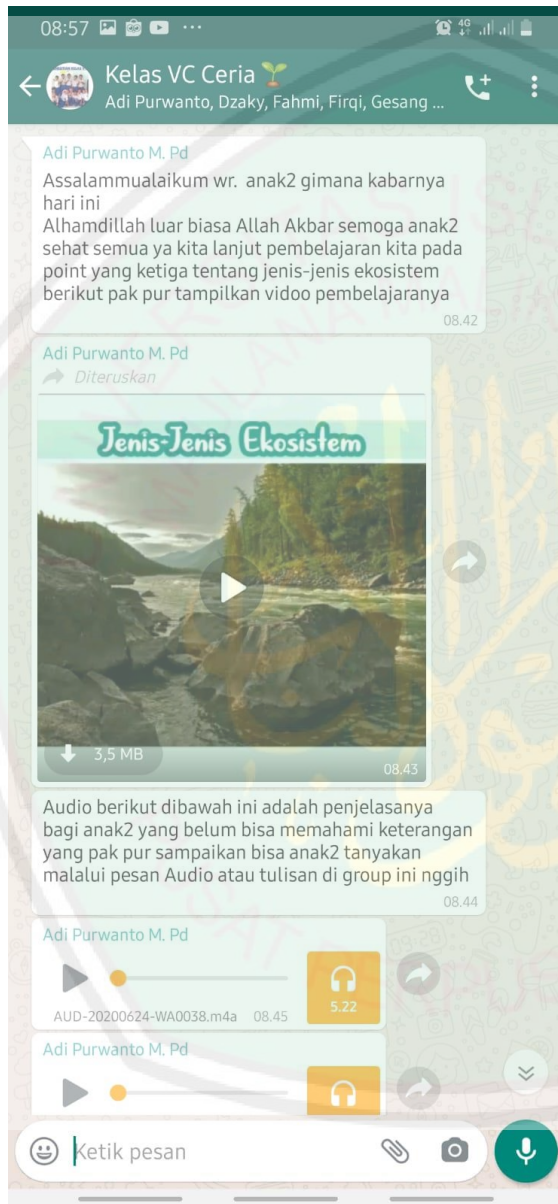 08:57
4G
Kelas VC Ceria
Adi Purwanto, Dzaky, Fahmi, Firqi, Gesang ...
Adi Purwanto M. Pd
Assalammualaikum wr. anak2 gimana kabarnya
hari ini
Alhamdillah luar biasa Allah Akbar semoga anak2
sehat semua ya kita lanjut pembelajaran kita pada
point yang ketiga tentang jenis-jenis ekosistem
berikut pak pur tampilkan vidoo pembelajaranya
08.42
Adi Purwanto M. Pd
Diteruskan
Jenis-Jenis Ekosistem
3,5 MB
08.43
Audio berikut dibawah ini adalah penjelasanya
bagi anak2 yang belum bisa memahami keterangan
yang pak pur sampaikan bisa anak2 tanyakan
malalui pesan Audio atau tulisan di group ini nggih
08.44
Adi Purwanto M. Pd
5.22
AUD-20200624-WA0038.m4a 08.45
Adi Purwanto M. Pd
Ketik pesan